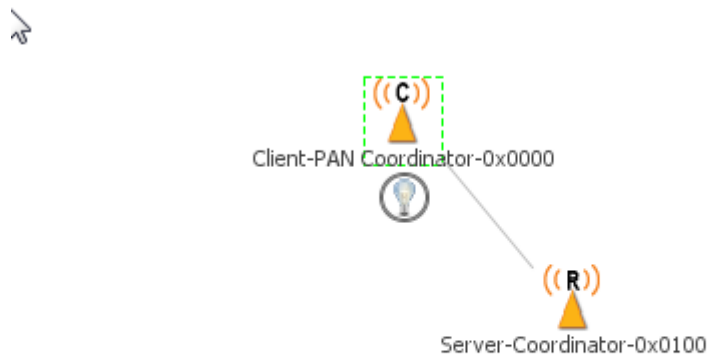 ((C))
Client-PAN Coordinator-0x0000
((R))
Server-Coordinator-0x0100